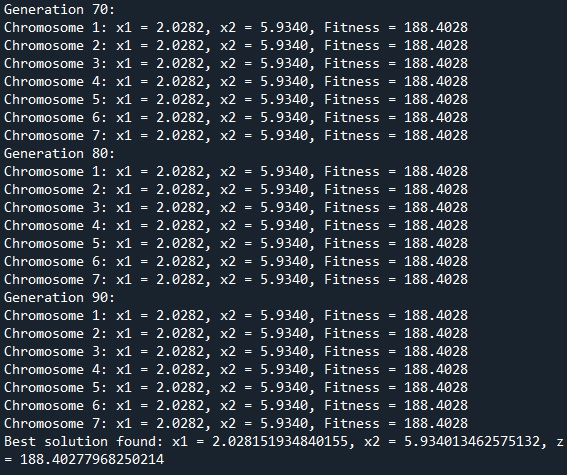 Generation 70:
Chromosome 1: x1 = 2.0282, x2 = 5.9340, Fitness = 188.4028
Chromosome 2: x1 = 2.0282, x2 = 5.9340, Fitness = 188.4028
Chromosome 3: x1 = 2.0282, x2 = 5.9340, Fitness = 188.4028
Chromosome 4: x1 = 2.0282, x2 = 5.9340, Fitness = 188.4028
Chromosome 5: x1 = 2.0282, x2 = 5.9340, Fitness = 188.4028
Chromosome 6: x1 = 2.0282, x2 = 5.9340, Fitness = 188.4028
Chromosome 7: x1 = 2.0282, x2 = 5.9340, Fitness = 188.4028
Generation 80:
Chromosome 1: x1 = 2.0282, x2 = 5.9340, Fitness = 188.4028
Chromosome 2: x1 = 2.0282, x2 = 5.9340, Fitness = 188.4028
Chromosome 3: x1 = 2.0282, x2 = 5.9340, Fitness = 188.4028
Chromosome 4: x1 = 2.0282, x2 = 5.9340, Fitness = 188.4028
Chromosome 5: x1 = 2.0282, x2 = 5.9340, Fitness = 188.4028
Chromosome 6: x1 = 2.0282, x2 = 5.9340, Fitness = 188.4028
Chromosome 7: x1 = 2.0282, x2 = 5.9340, Fitness = 188.4028
Generation 90:
Chromosome 1: x1 = 2.0282, x2 = 5.9340, Fitness = 188.4028
Chromosome 2: x1 = 2.0282, x2 = 5.9340, Fitness = 188.4028
Chromosome 3: x1 = 2.0282, x2 = 5.9340, Fitness = 188.4028
Chromosome 4: x1 = 2.0282, x2 = 5.9340, Fitness = 188.4028
Chromosome 5: x1 = 2.0282, x2 = 5.9340, Fitness = 188.4028
Chromosome 6: x1 = 2.0282, x2 = 5.9340, Fitness = 188.4028
Chromosome 7: x1 = 2.0282, x2 = 5.9340, Fitness = 188.4028
Best solution found: x1 = 2.028151934840155, x2 = 5.934013462575132, z
= 188.40277968250214